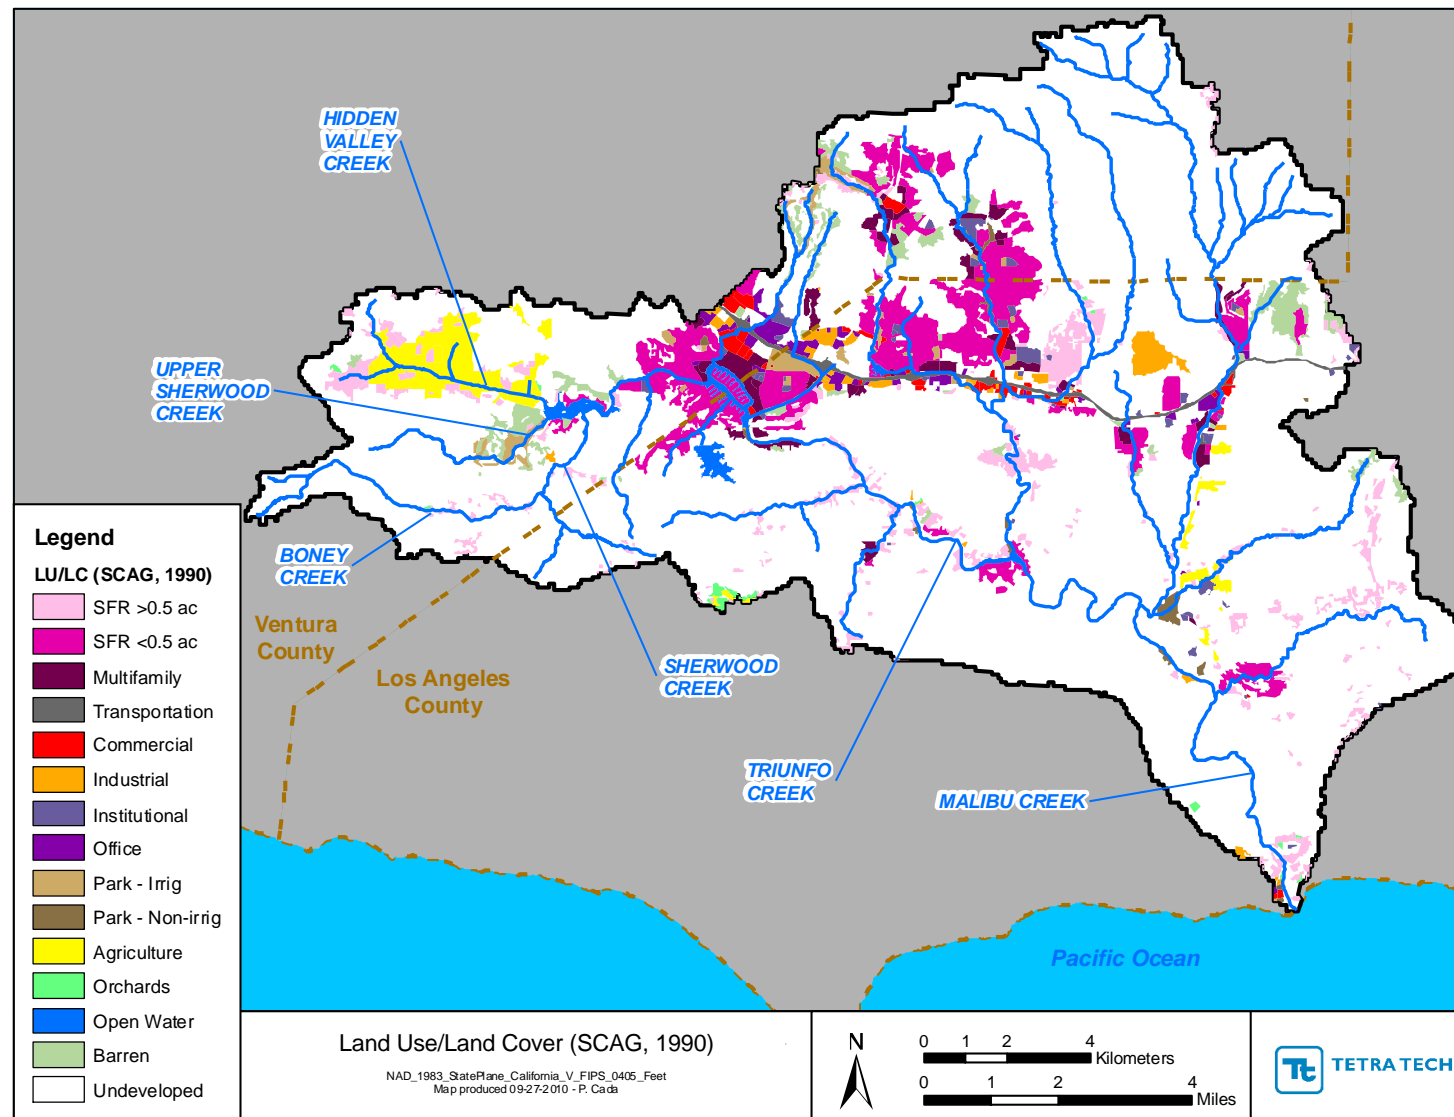 HIDDEN
VALLEY
CREEK
UPPER
SHERWOOD
CREEK
BONEY
CREEK
Ventura
County
Los Angeles
County
SHERWOOD
CREEK
TRIUNFO
CREEK
MALIBU CREEK
Pacific Ocean
Legend
LU/LC (SCAG, 1990)
SFR >0.5 ac
SFR <0.5 ac
Multifamily
Transportation
Commercial
Industrial
Institutional
Office
Park - Irrig
Park - Non-irrig
Agriculture
Orchards
Open Water
Barren
Undeveloped
Land Use/Land Cover (SCAG, 1990)
NAD_1983_StatePlane_California_V_FIPS_0405_Feet
Map produced 09-27-2010 - P. Cada
N
0 1 2 4
Kilometers
0 1 2 4
Miles
Tt TETRA TECH